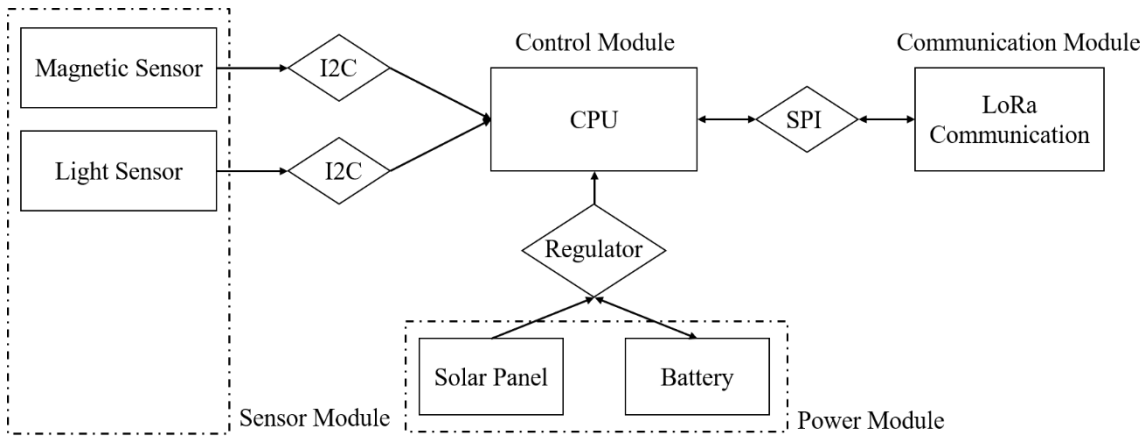 Control Module
Communication Module
Magnetic Sensor
I2C
CPU
SPI
LoRa
Communication
Light Sensor
I2C
Regulator
Solar Panel
Battery
Sensor Module
Power Module